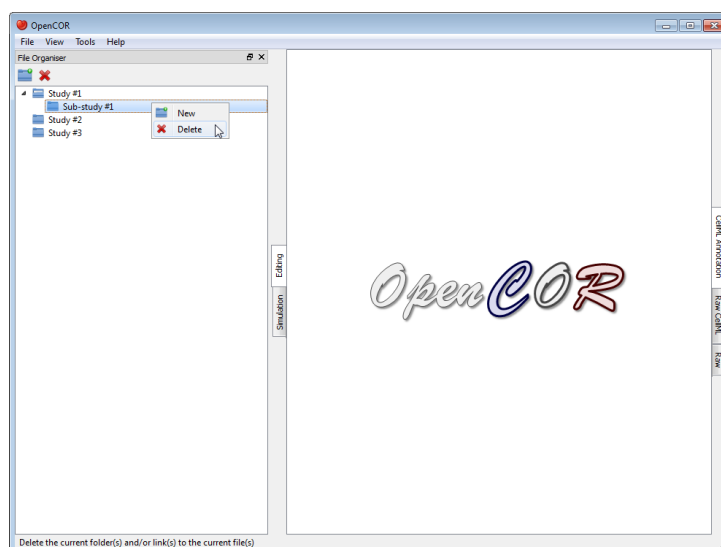 OpenCOR
File View Tools Help
File Organiser
Study #1
Sub-study #1
New
Delete
Study #2
Study #3
Editing
Simulation
OpenCOR
CellML Annotation
Raw CellML
Raw
Delete the current folder(s) and/or link(s) to the current file(s)